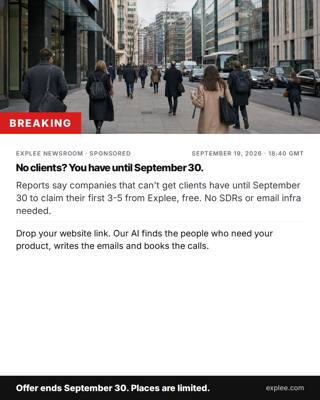 BREAKING
EXPLEE NEWSROOM · SPONSORED SEPTEMBER 19, 2026 · 18:40 GMT
No clients? You have until September 30.
Reports say companies that can't get clients have until September
30 to claim their first 3-5 from Explee, free. No SDRs or email infra
needed.
Drop your website link. Our AI finds the people who need your
product, writes the emails and books the calls.
Offer ends September 30. Places are limited. explee.com